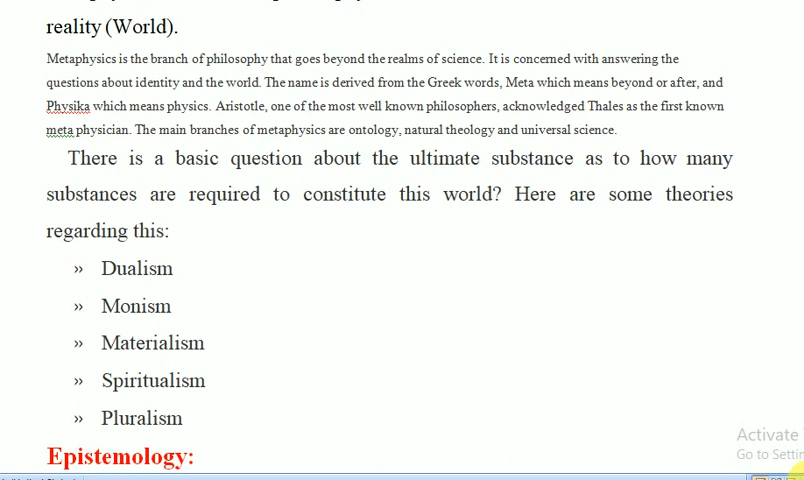 reality (World).
Metaphysics is the branch of philosophy that goes beyond the realms of science. It is concerned with answering the
questions about identity and the world. The name is derived from the Greek words, Meta which means beyond or after, and
Physika which means physics. Aristotle, one of the most well known philosophers, acknowledged Thales as the first known
meta physician. The main branches of metaphysics are ontology, natural theology and universal science.
There is a basic question about the ultimate substance as to how many
substances are required to constitute this world? Here are some theories
regarding this:
» Dualism
» Monism
» Materialism
» Spiritualism
» Pluralism
Epistemology:
Activate
Go to Settin